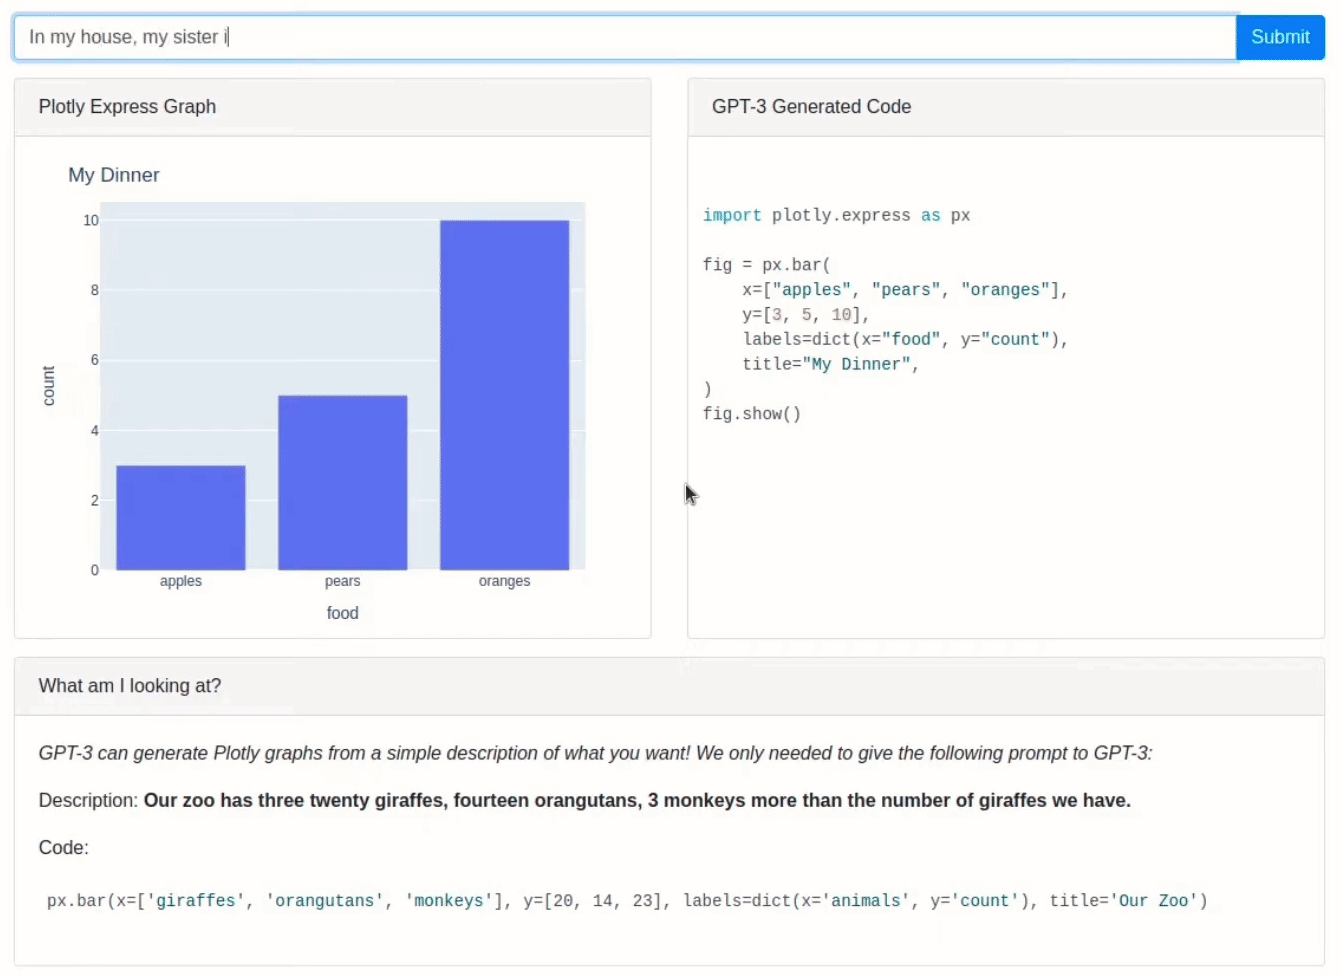 In my house, my sister i
Submit
Plotly Express Graph
My Dinner
10
8
6
4
2
0
count
apples pears oranges
food
GPT-3 Generated Code
import plotly.express as px
fig = px.bar(
    x=["apples", "pears", "oranges"],
    y=[3, 5, 10],
    labels=dict(x="food", y="count"),
    title="My Dinner",
)
fig.show()
What am I looking at?
GPT-3 can generate Plotly graphs from a simple description of what you want! We only needed to give the following prompt to GPT-3:
Description: Our zoo has three twenty giraffes, fourteen orangutans, 3 monkeys more than the number of giraffes we have.
Code:
px.bar(x=['giraffes', 'orangutans', 'monkeys'], y=[20, 14, 23], labels=dict(x='animals', y='count'), title='Our Zoo')